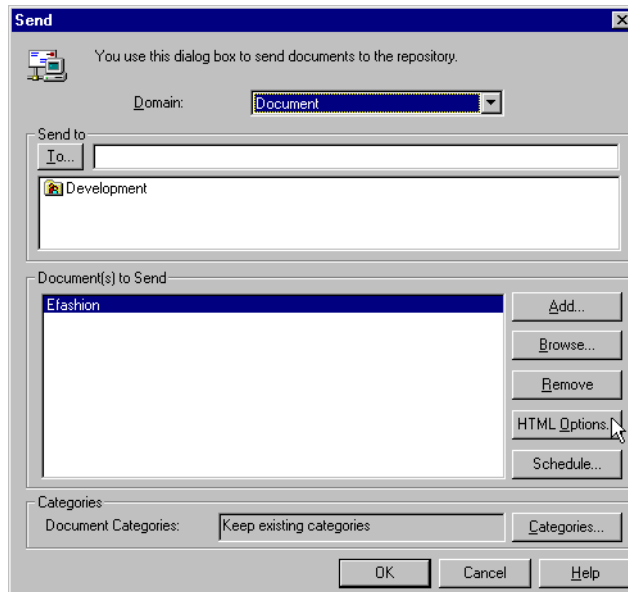 Send
You use this dialog box to send documents to the repository.
Domain:
Document
Send to
To...
Development
Document(s) to Send
Efashion
Add...
Browse...
Remove
HTML Options.
Schedule...
Categories
Document Categories:
Keep existing categories
Categories...
OK
Cancel
Help